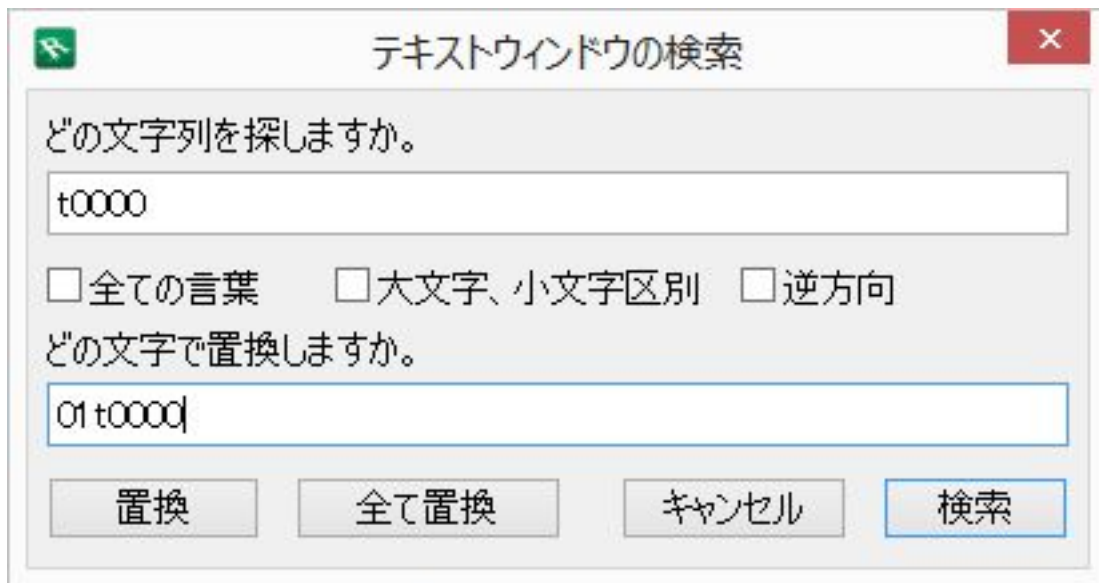 テキストウィンドウの検索
どの文字列を探しますか。
t0000
全ての言葉 大文字、小文字区別 逆方向
どの文字で置換しますか。
01t0000
置換 全て置換 キャンセル 検索